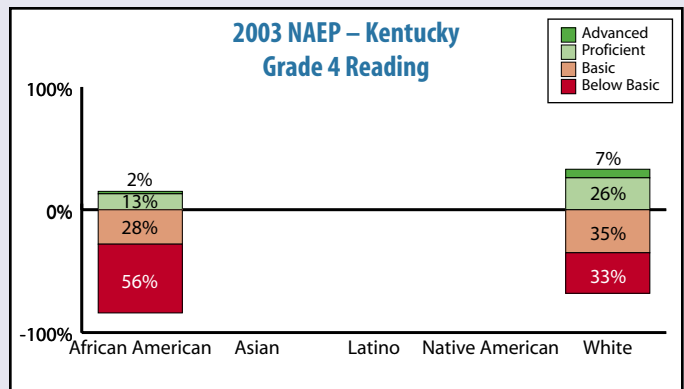 2003 NAEP – Kentucky
Grade 4 Reading
Advanced
Proficient
Basic
Below Basic
100%
0%
-100%
2%
13%
28%
56%
7%
26%
35%
33%
African American
Asian
Latino
Native American
White